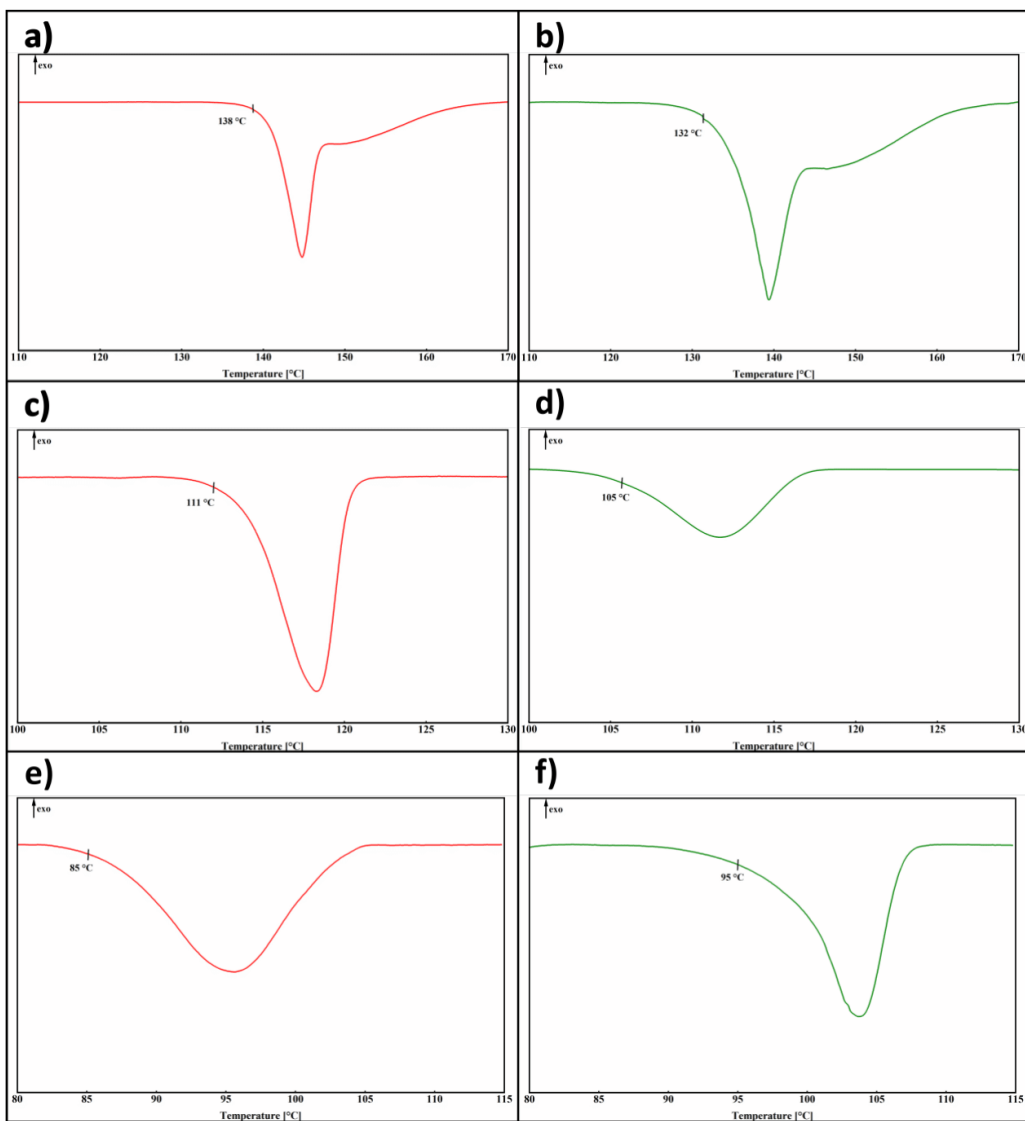 a)
↑exo
138 °C
110 120 130 140 150 160 170
Temperature [°C]
b)
↑exo
132 °C
110 120 130 140 150 160 170
Temperature [°C]
c)
↑exo
111 °C
100 105 110 115 120 125 130
Temperature [°C]
d)
↑exo
105 °C
100 105 110 115 120 125 130
Temperature [°C]
e)
↑exo
85 °C
80 85 90 95 100 105 110 115
Temperature [°C]
f)
↑exo
95 °C
80 85 90 95 100 105 110 115
Temperature [°C]